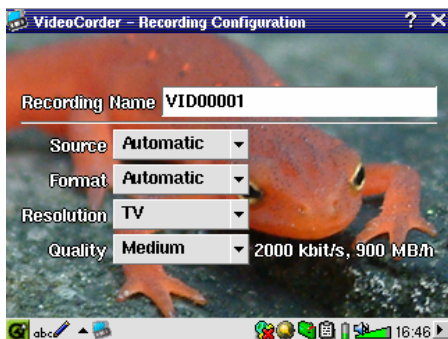 VideoCorder – Recording Configuration ? ×
Recording Name VID00001
Source Automatic
Format Automatic
Resolution TV
Quality Medium 2000 kbit/s, 900 MB/h
abc 16:46